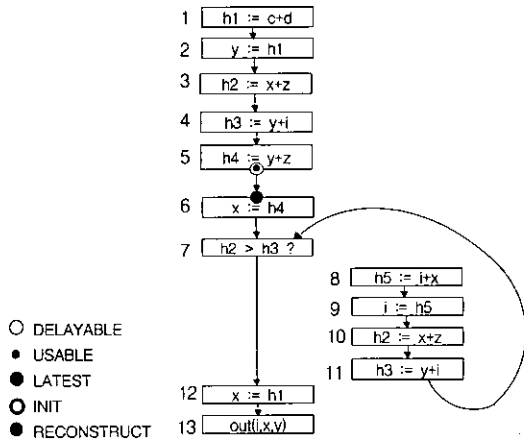 1 h1 := c+d
2 y := h1
3 h2 := x+z
4 h3 := y+i
5 h4 := y+z
6 x := h4
7 h2 > h3 ?
8 h5 := i+x
9 i := h5
10 h2 := x+z
11 h3 := y+i
12 x := h1
13 out(i,x,y)
DELAYABLE
USABLE
LATEST
INIT
RECONSTRUCT